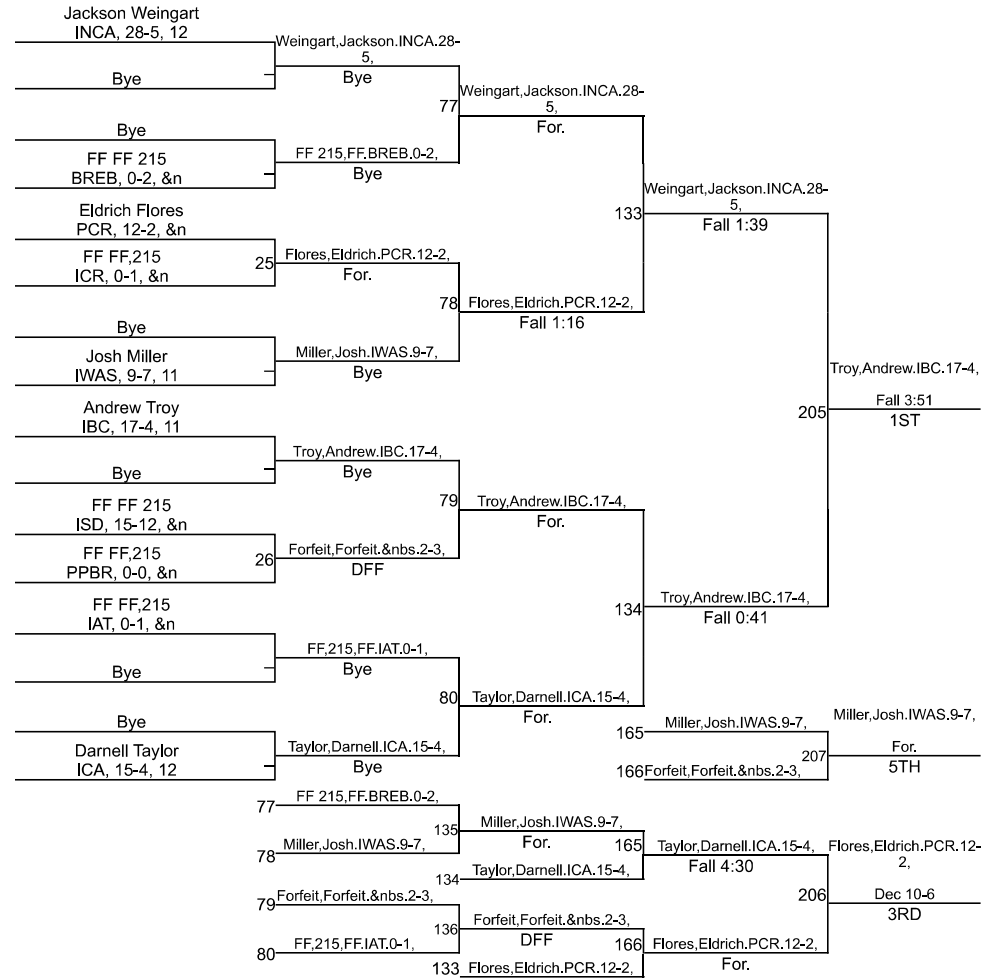 Jackson Weingart
INCA, 28-5, 12
Bye
Weingart,Jackson.INCA.28-
5,
Bye
77
Bye
FF FF 215
BREB, 0-2, &n
FF 215,FF.BREB.0-2,
Bye
Weingart,Jackson.INCA.28-
5,
For.
Eldrich Flores
PCR, 12-2, &n
FF FF,215
ICR, 0-1, &n
25
Flores,Eldrich.PCR.12-2,
For.
78
Bye
Josh Miller
IWAS, 9-7, 11
Miller,Josh.IWAS.9-7,
Bye
Flores,Eldrich.PCR.12-2,
Fall 1:16
133
Weingart,Jackson.INCA.28-
5,
Fall 1:39
Andrew Troy
IBC, 17-4, 11
Bye
Troy,Andrew.IBC.17-4,
Bye
79
FF FF 215
ISD, 15-12, &n
FF FF,215
PPBR, 0-0, &n
26
Forfeit,Forfeit.&nbs.2-3,
DFF
Troy,Andrew.IBC.17-4,
For.
FF FF,215
IAT, 0-1, &n
Bye
FF,215,FF.IAT.0-1,
Bye
80
Bye
Darnell Taylor
ICA, 15-4, 12
Taylor,Darnell.ICA.15-4,
Bye
Taylor,Darnell.ICA.15-4,
For.
134
Troy,Andrew.IBC.17-4,
Fall 0:41
205
Troy,Andrew.IBC.17-4,
Fall 3:51
1ST
165
Miller,Josh.IWAS.9-7,
166
Forfeit,Forfeit.&nbs.2-3,
207
Miller,Josh.IWAS.9-7,
For.
5TH
77
FF 215,FF.BREB.0-2,
78
Miller,Josh.IWAS.9-7,
135
Miller,Josh.IWAS.9-7,
For.
134
Taylor,Darnell.ICA.15-4,
165
Taylor,Darnell.ICA.15-4,
Fall 4:30
79
Forfeit,Forfeit.&nbs.2-3,
80
FF,215,FF.IAT.0-1,
136
Forfeit,Forfeit.&nbs.2-3,
DFF
133
Flores,Eldrich.PCR.12-2,
166
Flores,Eldrich.PCR.12-2,
For.
206
Flores,Eldrich.PCR.12-
2,
Dec 10-6
3RD